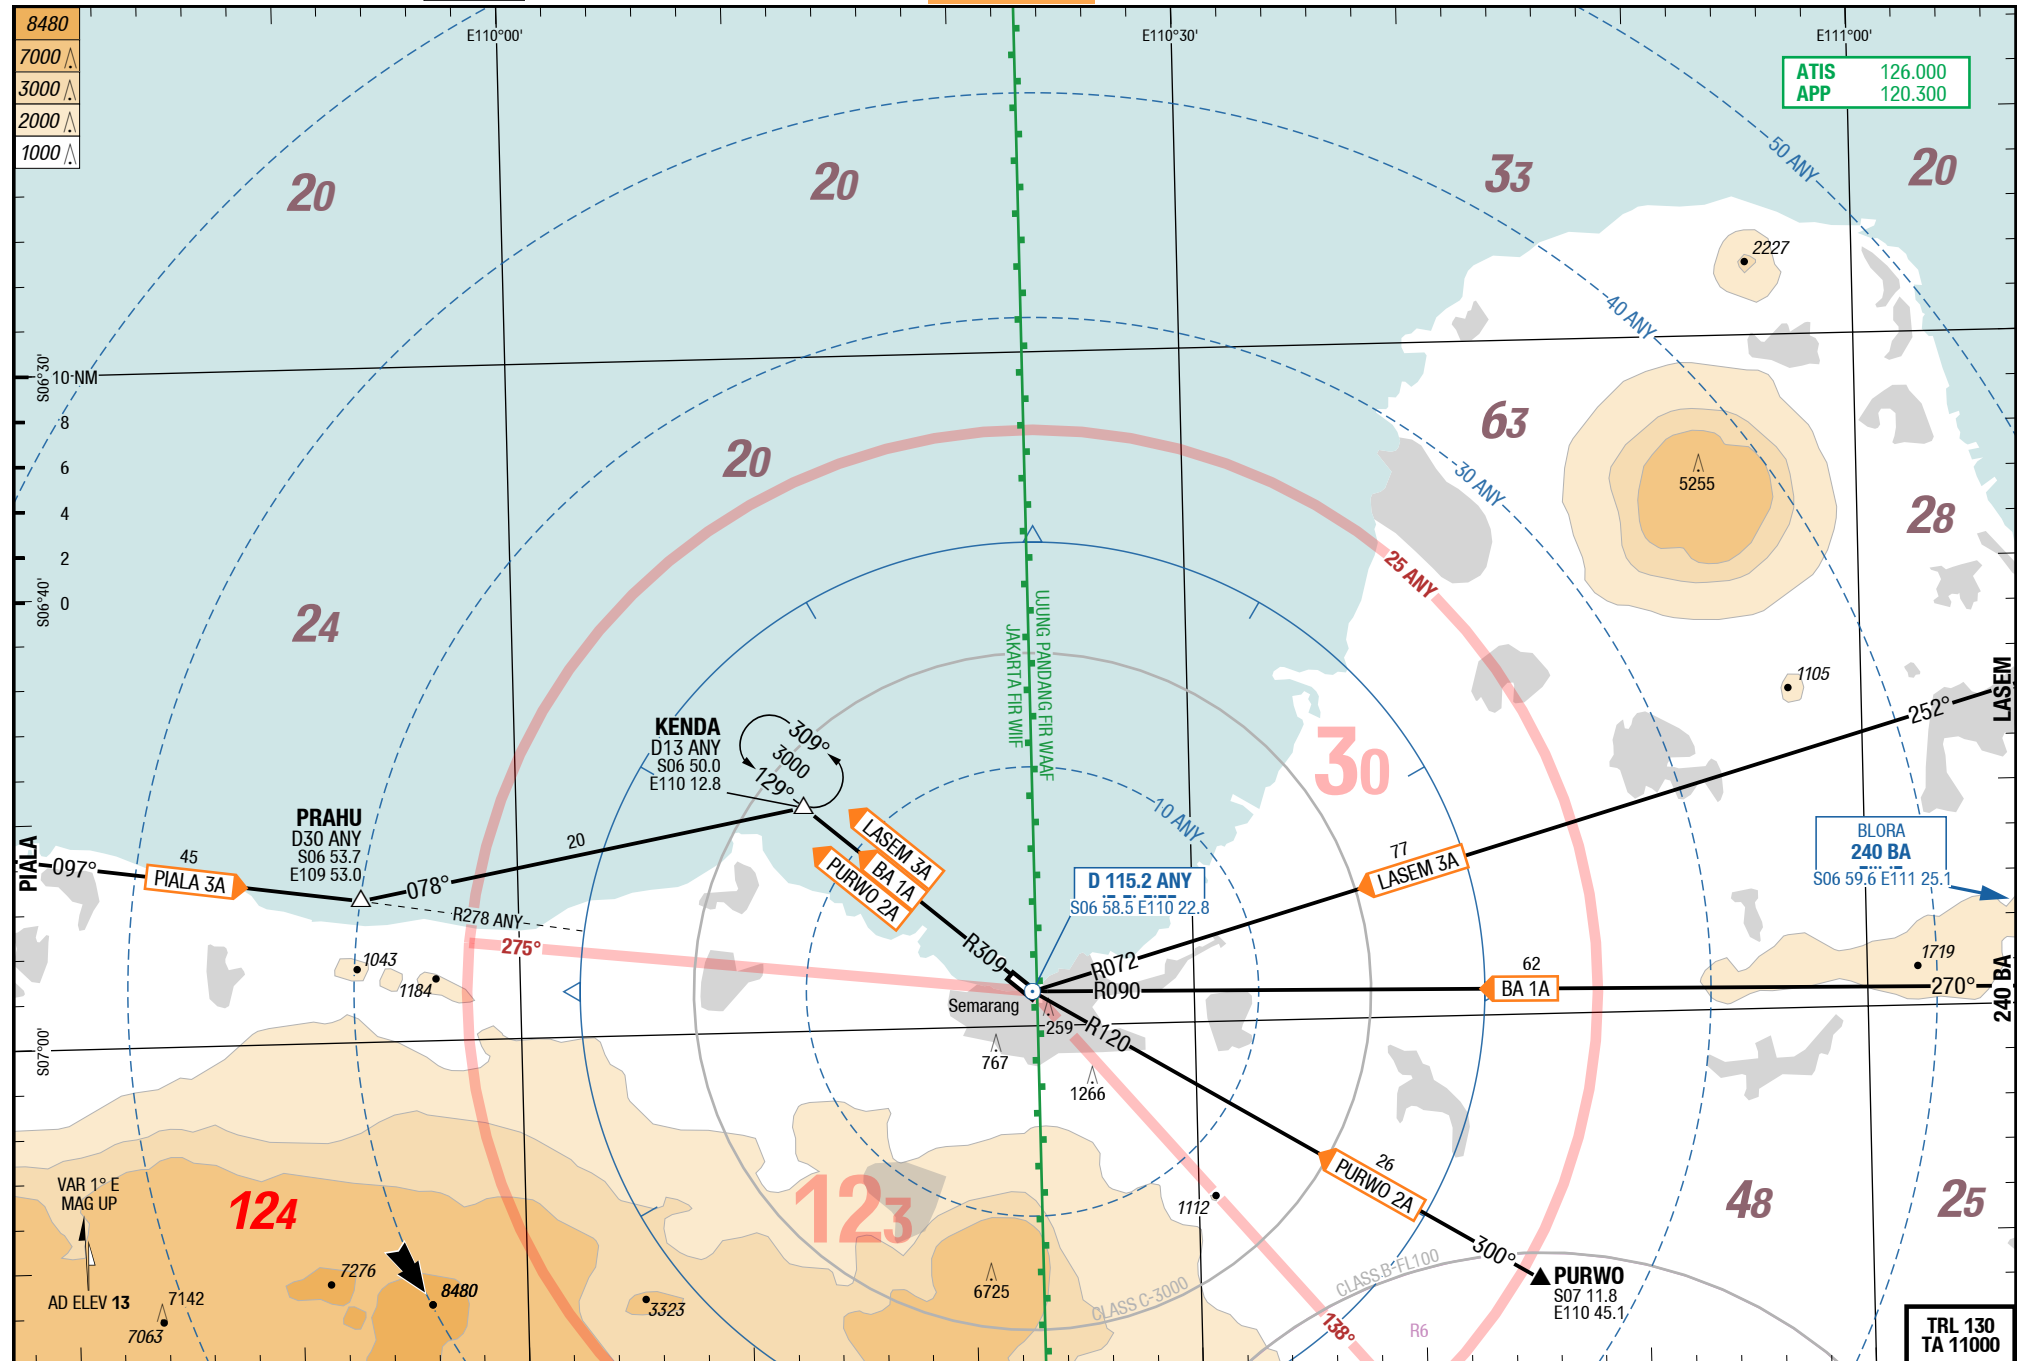 8480
7000
3000
2000
1000
E110°00'
E110°30'
E111°00'
ATIS 126.000
APP 120.300
20
20
33
20
50 ANY
2227
40 ANY
S06°30'
10 NM
8
6
4
2
0
S06°40'
20
63
30 ANY
5255
28
25 ANY
24
UJUNG PANDANG FIR WAAF
JAKARTA FIR WIIF
1105
LASEM
252°
30
KENDA
D13 ANY
S06 50.0
E110 12.8
309°
3000
129°
10 ANY
PRAHU
D30 ANY
S06 53.7
E109 53.0
PIALA
097°
45
PIALA 3A
078°
20
R278 ANY
LASEM 3A
BA 1A
PURWO 2A
D 115.2 ANY
S06 58.5 E110 22.8
77
LASEM 3A
BLORA
240 BA
S06 59.6 E111 25.1
275°
R309
R072
R090
R120
62
BA 1A
270°
240 BA
1719
1043
1184
Semarang
259
767
1266
S07°00'
VAR 1° E
MAG UP
AD ELEV 13
124
123
1112
26
PURWO 2A
300°
PURWO
S07 11.8
E110 45.1
48
25
7276
8480
7142
7063
3323
6725
CLASS C-3000
CLASS B-FL100
138°
R6
TRL 130
TA 11000